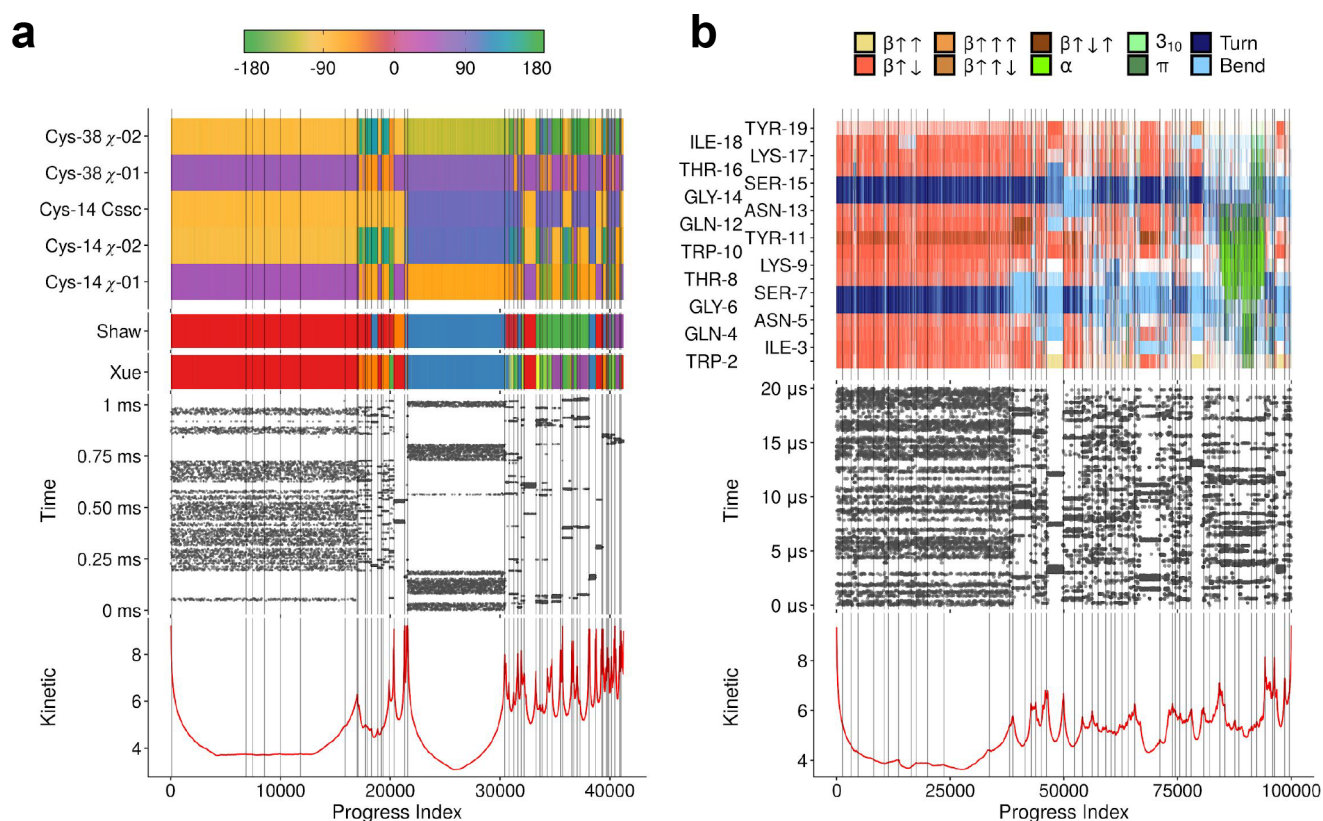 a
-180 -90 0 90 180
Cys-38 χ-02
Cys-38 χ-01
Cys-14 Cssc
Cys-14 χ-02
Cys-14 χ-01
Shaw
Xue
1 ms
0.75 ms
0.50 ms
0.25 ms
0 ms
Time
8
6
4
Kinetic
0 10000 20000 30000 40000
Progress Index
b
β↑↑ β↑↑↑ β↑↓↑ 3₁₀ Turn
β↑↓ β↑↑↓ α π Bend
TYR-19
ILE-18
LYS-17
THR-16
SER-15
GLY-14
ASN-13
GLN-12
TYR-11
TRP-10
LYS-9
THR-8
SER-7
GLY-6
ASN-5
GLN-4
ILE-3
TRP-2
20 μs
15 μs
10 μs
5 μs
0 μs
Time
8
6
4
Kinetic
0 25000 50000 75000 100000
Progress Index